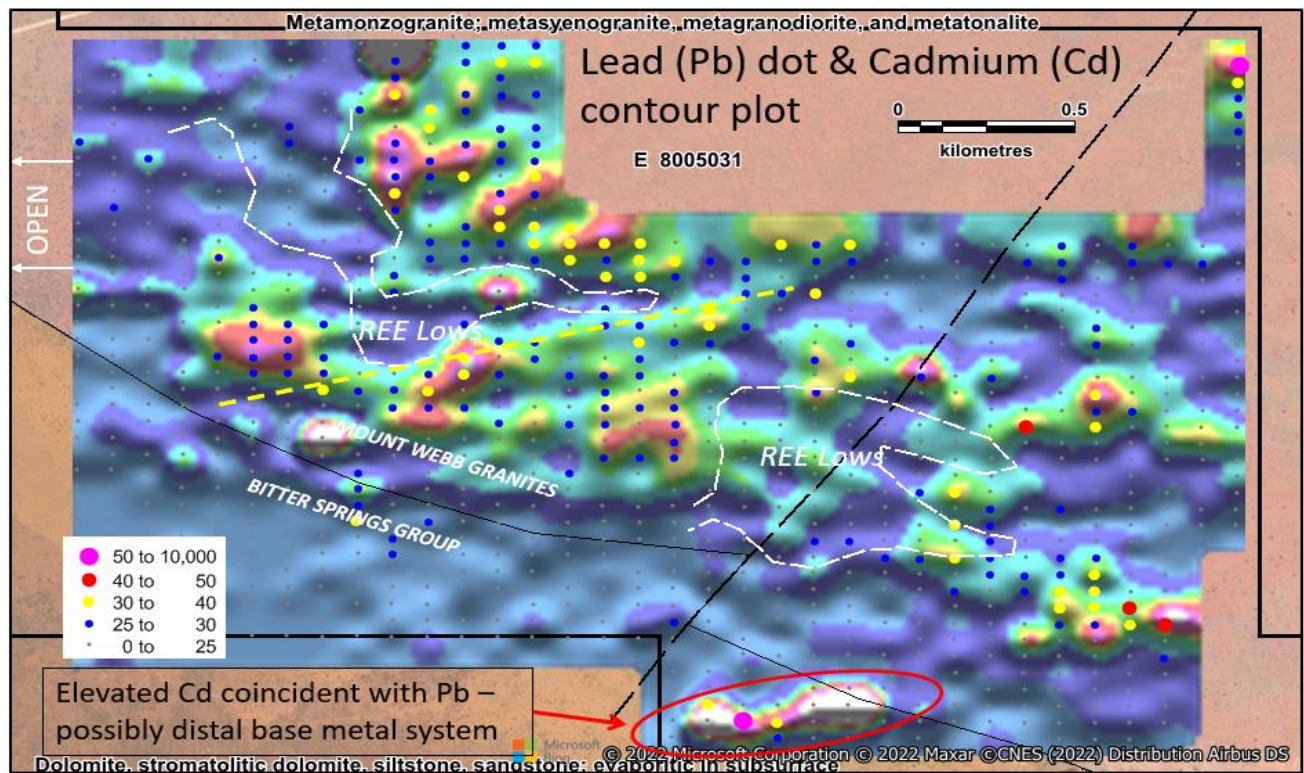 Metamonzogranite; metasyenogranite, metagranodiorite, and metatonalite
Lead (Pb) dot & Cadmium (Cd)
contour plot
0 0.5
kilometres
E 8005031
OPEN
REE Lows
REE Lows
MOUNT WEBB GRANITES
BITTER SPRINGS GROUP
50 to 10,000
40 to 50
30 to 40
25 to 30
0 to 25
Elevated Cd coincident with Pb –
possibly distal base metal system
Microsoft
Bing
© 2022 Microsoft Corporation © 2022 Maxar ©CNES (2022) Distribution Airbus DS
Dolomite, stromatolitic dolomite, siltstone, sandstone; evaporitic in subsurface